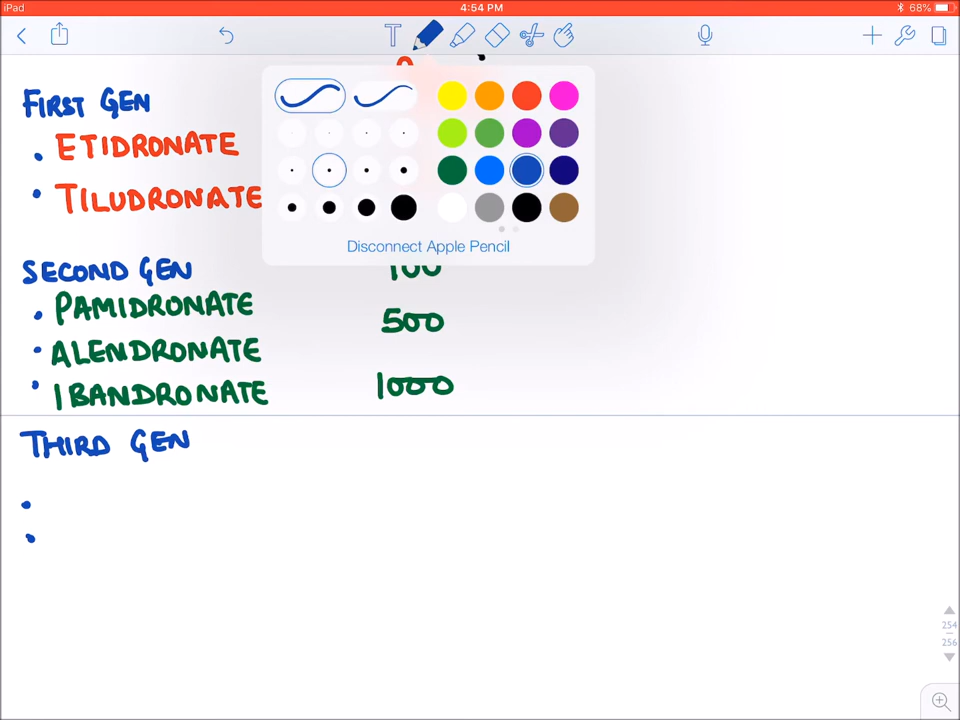 iPad 4:54 PM 68%
T
FIRST GEN
• ETIDRONATE
• TILUDRONATE
Disconnect Apple Pencil
SECOND GEN 100
• PAMIDRONATE 500
• ALENDRONATE
• IBANDRONATE 1000
THIRD GEN
•
•
254
256